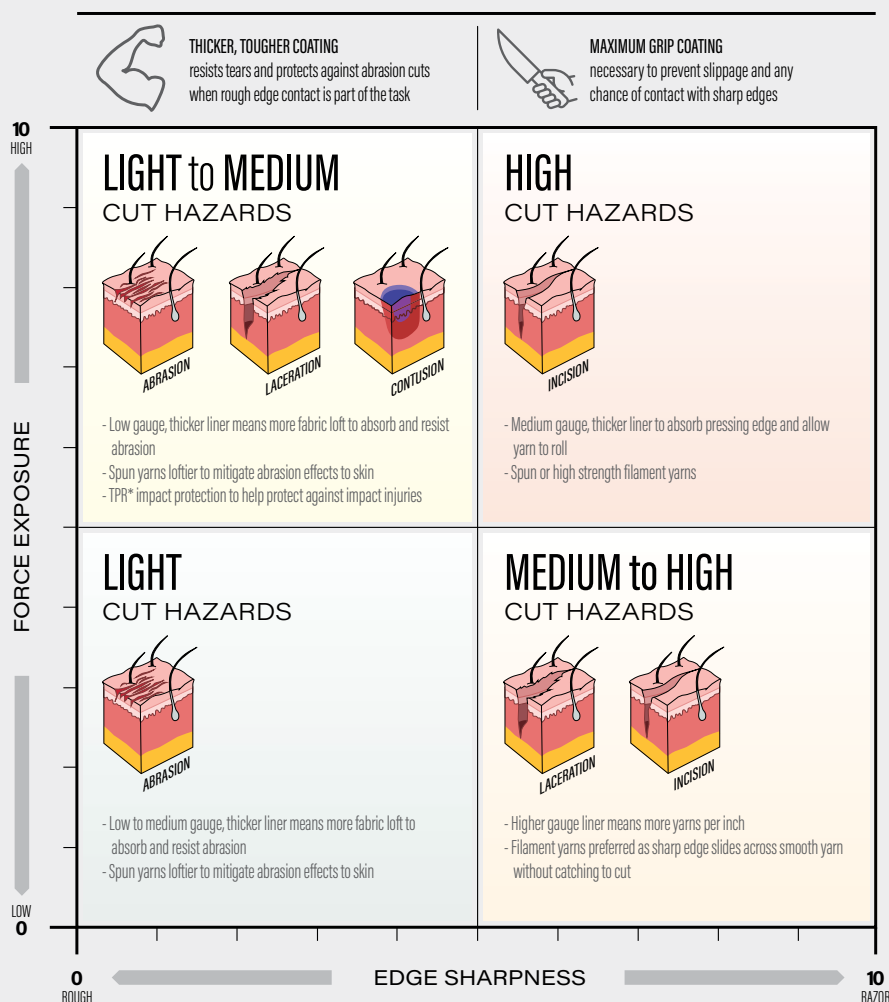 THICKER, TOUGHER COATING
resists tears and protects against abrasion cuts
when rough edge contact is part of the task
MAXIMUM GRIP COATING
necessary to prevent slippage and any
chance of contact with sharp edges
10
HIGH
FORCE EXPOSURE
LOW
0
LIGHT to MEDIUM
CUT HAZARDS
ABRASION
LACERATION
CONTUSION
- Low gauge, thicker liner means more fabric loft to absorb and resist
abrasion
- Spun yarns loftier to mitigate abrasion effects to skin
- TPR* impact protection to help protect against impact injuries
HIGH
CUT HAZARDS
INCISION
- Medium gauge, thicker liner to absorb pressing edge and allow
yarn to roll
- Spun or high strength filament yarns
LIGHT
CUT HAZARDS
ABRASION
- Low to medium gauge, thicker liner means more fabric loft to
absorb and resist abrasion
- Spun yarns loftier to mitigate abrasion effects to skin
MEDIUM to HIGH
CUT HAZARDS
LACERATION
INCISION
- Higher gauge liner means more yarns per inch
- Filament yarns preferred as sharp edge slides across smooth yarn
without catching to cut
0
ROUGH
EDGE SHARPNESS
10
RAZOR